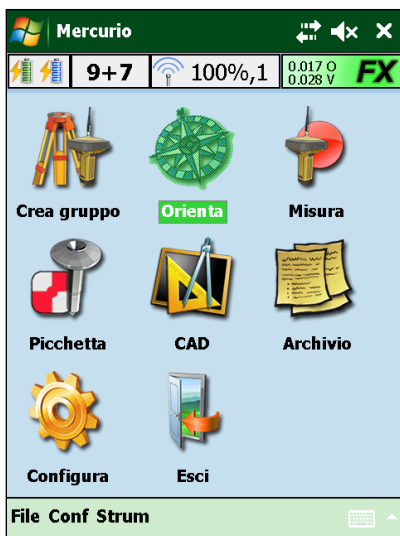 Mercurio
9+7 100%,1 0.017 O
0.028 V FX
Crea gruppo Orienta Misura
Picchetta CAD Archivio
Configura Esci
File Conf Strum